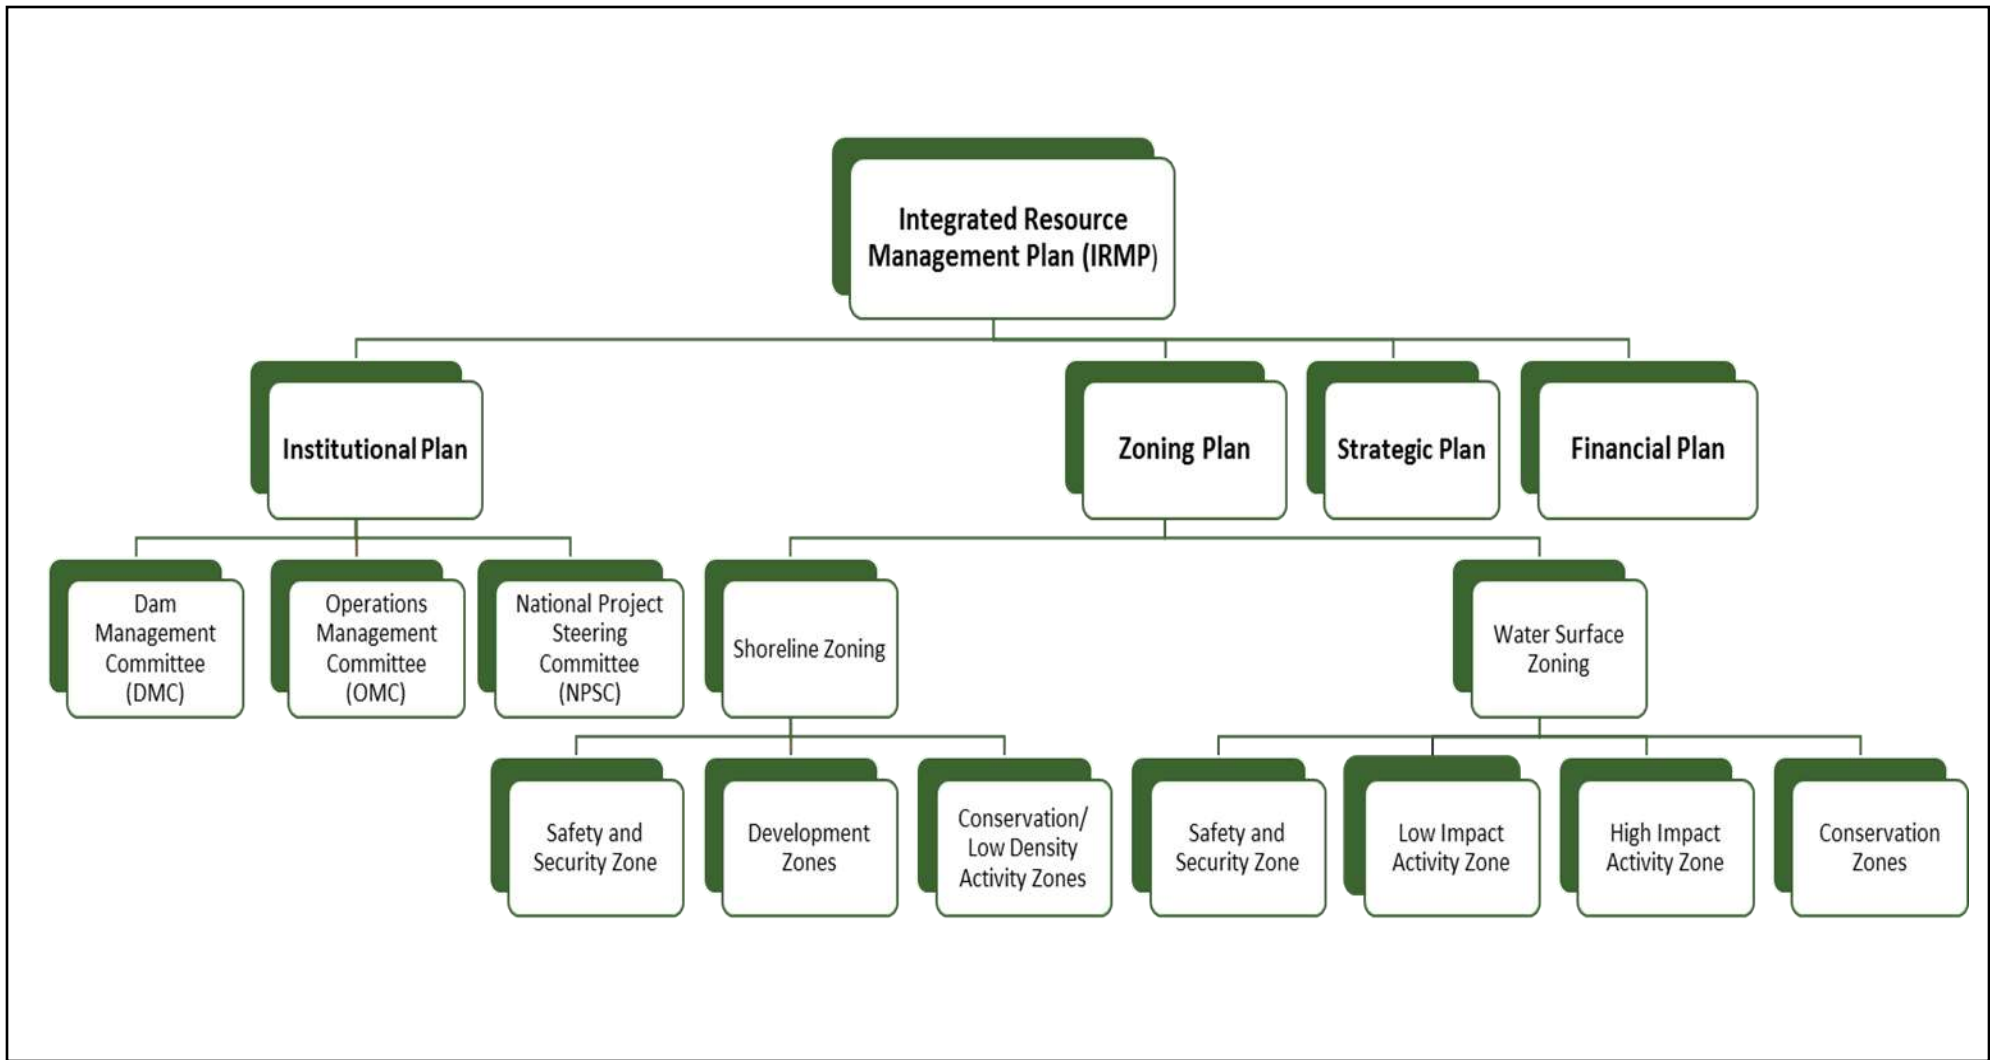 Integrated Resource
Management Plan (IRMP)
Institutional Plan
Zoning Plan
Strategic Plan
Financial Plan
Dam
Management
Committee
(DMC)
Operations
Management
Committee
(OMC)
National Project
Steering
Committee
(NPSC)
Shoreline Zoning
Water Surface
Zoning
Safety and
Security Zone
Development
Zones
Conservation/
Low Density
Activity Zones
Safety and
Security Zone
Low Impact
Activity Zone
High Impact
Activity Zone
Conservation
Zones